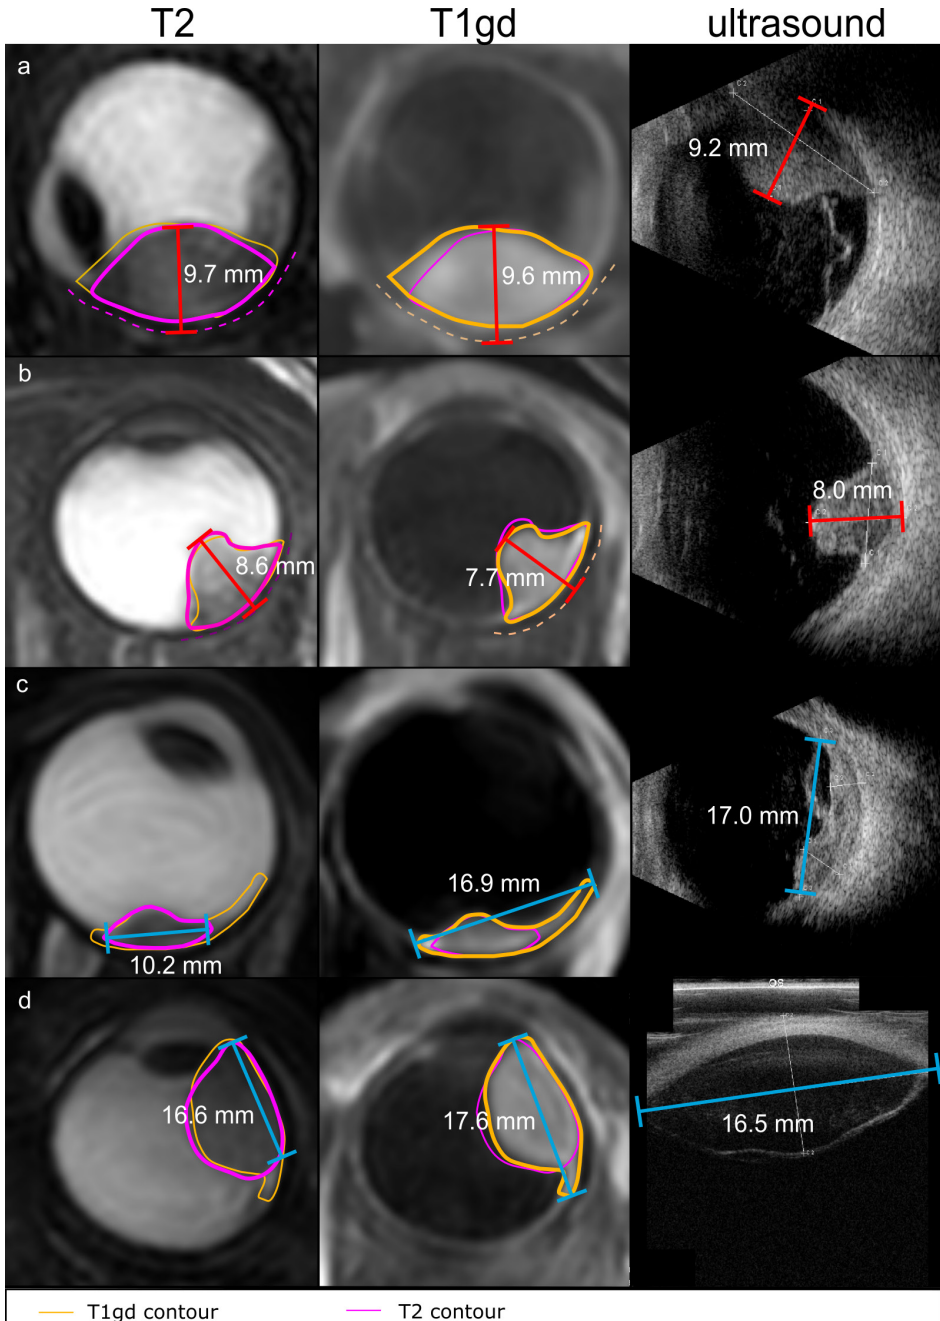 T2 T1gd ultrasound
a
9.7 mm 9.6 mm 9.2 mm
b
8.6 mm 7.7 mm 8.0 mm
c
10.2 mm 16.9 mm 17.0 mm
d
16.6 mm 17.6 mm 16.5 mm
T1gd contour T2 contour